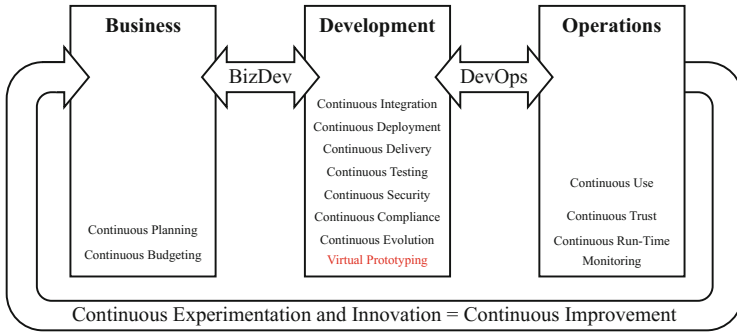 Business
Development
Operations
BizDev
DevOps
Continuous Integration
Continuous Deployment
Continuous Delivery
Continuous Testing
Continuous Security
Continuous Compliance
Continuous Evolution
Virtual Prototyping
Continuous Planning
Continuous Budgeting
Continuous Use
Continuous Trust
Continuous Run-Time
Monitoring
Continuous Experimentation and Innovation = Continuous Improvement